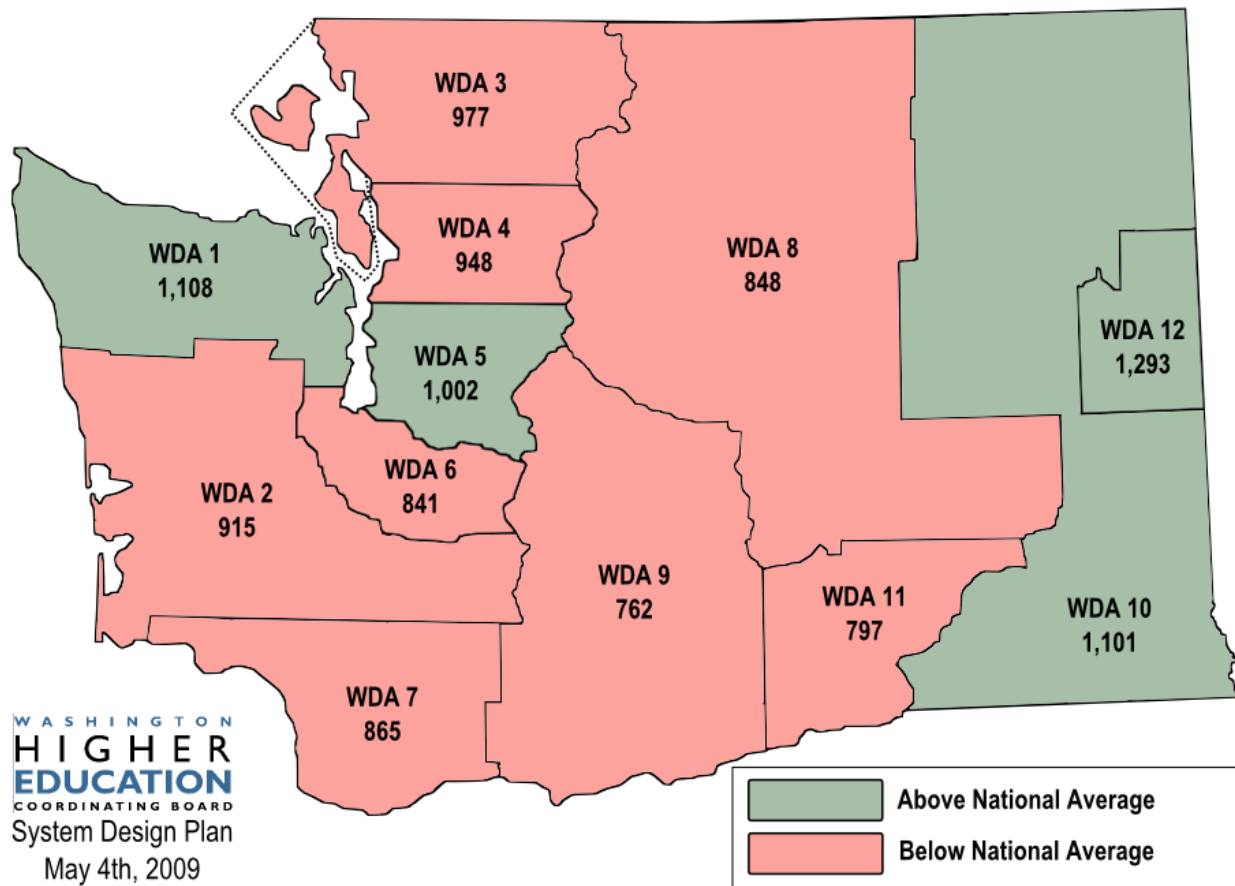 WDA 3
977
WDA 4
948
WDA 1
1,108
WDA 8
848
WDA 5
1,002
WDA 12
1,293
WDA 6
841
WDA 2
915
WDA 9
762
WDA 11
797
WDA 10
1,101
WDA 7
865
WASHINGTON
HIGHER
EDUCATION
COORDINATING BOARD
System Design Plan
May 4th, 2009
Above National Average
Below National Average